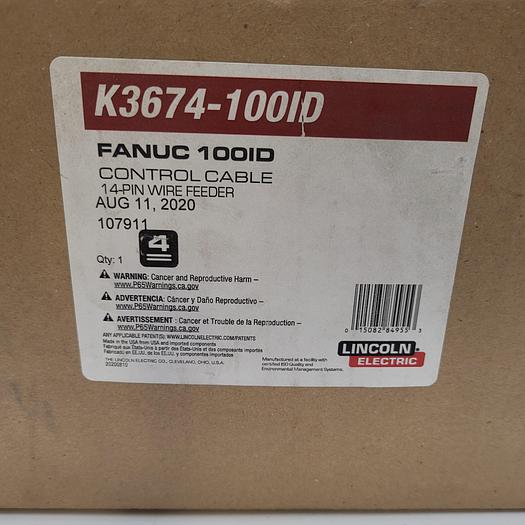 K3674-100ID
FANUC 100ID
CONTROL CABLE
14-PIN WIRE FEEDER
AUG 11, 2020
107911
4
Qty: 1
WARNING: Cancer and Reproductive Harm –
www.P65Warnings.ca.gov
ADVERTENCIA: Cáncer y Daño Reproductivo –
www.P65Warnings.ca.gov
AVERTISSEMENT : Cancer et Trouble de la Reproduction –
www.P65Warnings.ca.gov
ANY APPLICABLE PATENT(S): WWW.LINCOLNELECTRIC.COM/PATENTS
Made in the USA from USA and imported components
Fabriqué aux États-Unis à partir des États-Unis et des composants importés
Fabricado en EE.UU. de los EE.UU. y componentes importados
THE LINCOLN ELECTRIC CO., CLEVELAND, OHIO, U.S.A.
20200810
0 15082 84955 3
LINCOLN
ELECTRIC
Manufactured at a facility with
certified ISO Quality and
Environmental Management Systems.